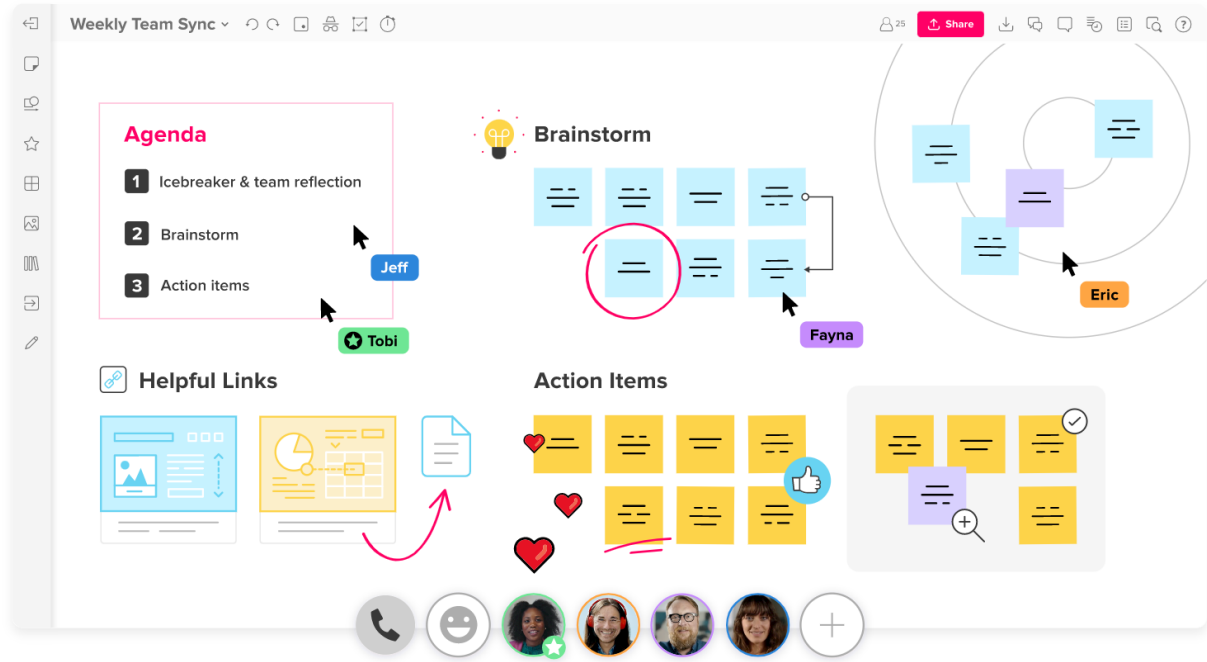 Weekly Team Sync
25
Share
Agenda
1 Icebreaker & team reflection
2 Brainstorm
3 Action items
Jeff
Tobi
Brainstorm
Fayna
Eric
Helpful Links
Action Items